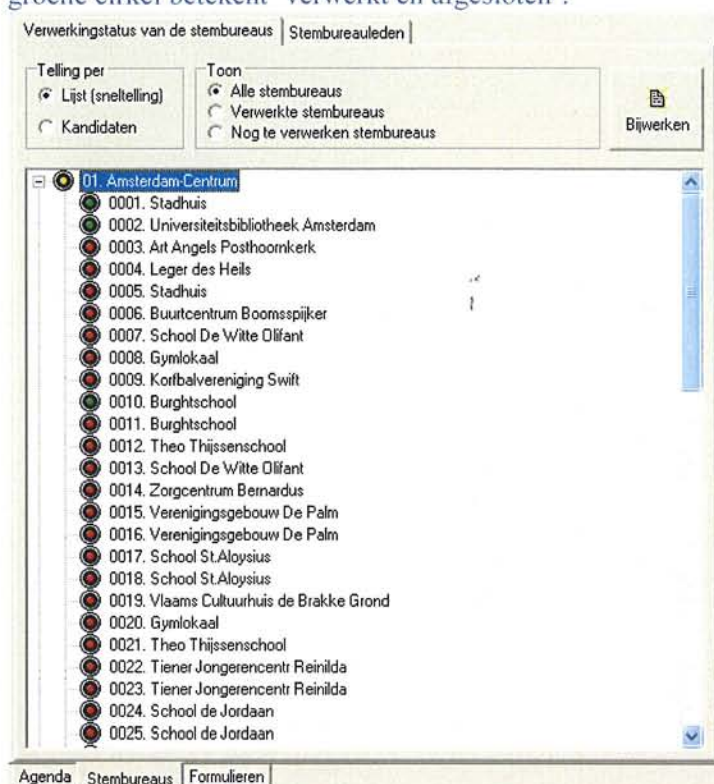 groene cirkel betekent "verwerkt en afgesloten".
Verwerkingstatus van de stembureaus
Stembureauleden
Telling per
Lijst (sneltelling)
Kandidaten
Toon
Alle stembureaus
Verwerkte stembureaus
Nog te verwerken stembureaus
Bijwerken
01. Amsterdam-Centrum
0001. Stadhuis
0002. Universiteitsbibliotheek Amsterdam
0003. Art Angels Posthoornkerk
0004. Leger des Heils
0005. Stadhuis
0006. Buurtcentrum Boomsspijker
0007. School De Witte Olifant
0008. Gymlokaal
0009. Korfbalvereniging Swift
0010. Burghtschool
0011. Burghtschool
0012. Theo Thijssenschool
0013. School De Witte Olifant
0014. Zorgcentrum Bernardus
0015. Verenigingsgebouw De Palm
0016. Verenigingsgebouw De Palm
0017. School St.Aloysius
0018. School St.Aloysius
0019. Vlaams Cultuurhuis de Brakke Grond
0020. Gymlokaal
0021. Theo Thijssenschool
0022. Tiener Jongerencentr Reinilda
0023. Tiener Jongerencentr Reinilda
0024. School de Jordaan
0025. School de Jordaan
Agenda
Stembureaus
Formulieren